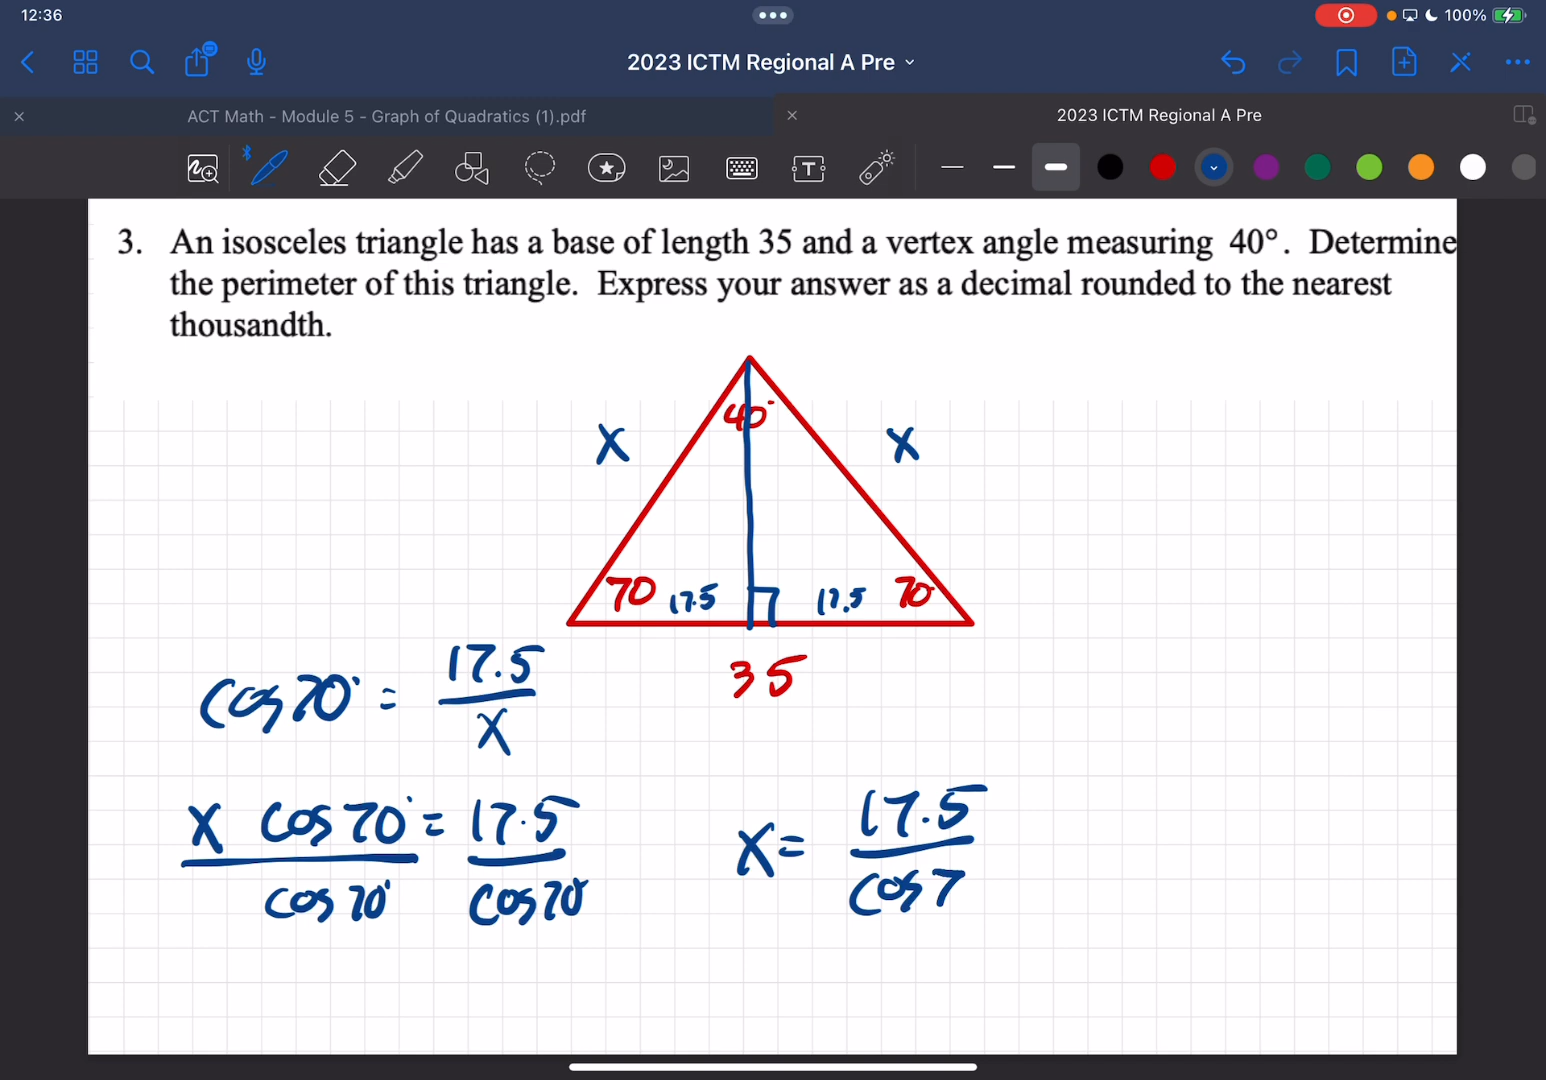 12:36
100%
2023 ICTM Regional A Pre
ACT Math - Module 5 - Graph of Quadratics (1).pdf
2023 ICTM Regional A Pre
T
3. An isosceles triangle has a base of length 35 and a vertex angle measuring 40°. Determine
the perimeter of this triangle. Express your answer as a decimal rounded to the nearest
thousandth.
40°
x x
70 17.5 17.5 70
35
cos 70° = 17.5 / x
x cos 70° / cos 70° = 17.5 / cos 70°
x = 17.5 / cos 7